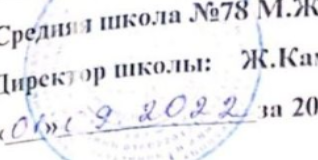 Средняя школа №78 М.Ж
Директор школы: Ж.Ка
«01» 9. 2022 за 20